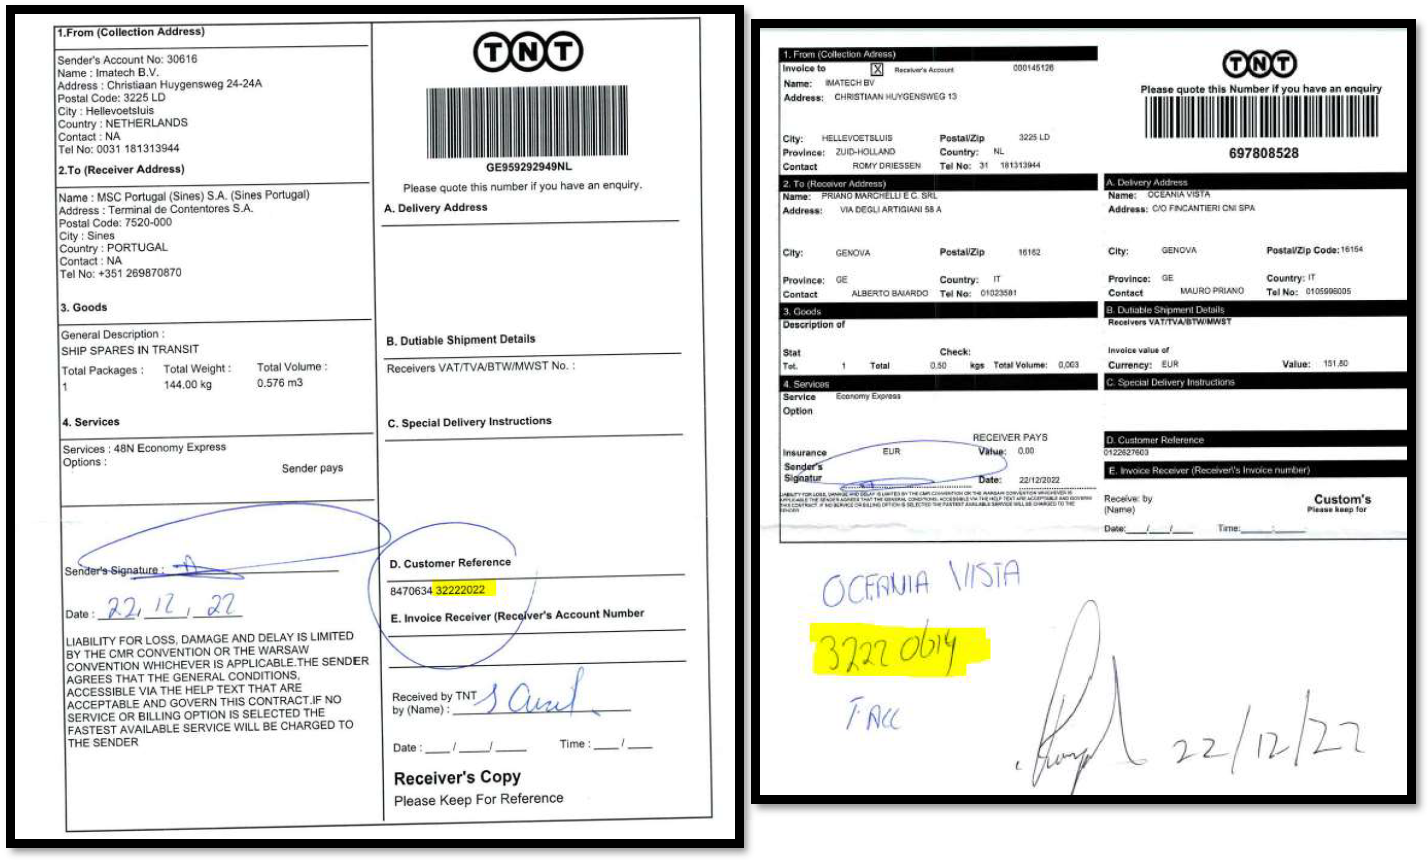 1.From (Collection Address)
Sender's Account No: 30616
Name : Imatech B.V.
Address : Christiaan Huygensweg 24-24A
Postal Code: 3225 LD
City : Hellevoetsluis
Country : NETHERLANDS
Contact : NA
Tel No: 0031 181313944
2.To (Receiver Address)
Name : MSC Portugal (Sines) S.A. (Sines Portugal)
Address : Terminal de Contentores S.A.
Postal Code: 7520-000
City : Sines
Country : PORTUGAL
Contact : NA
Tel No: +351 269870870
3. Goods
General Description :
SHIP SPARES IN TRANSIT
Total Packages : Total Weight : Total Volume :
1 144.00 kg 0.576 m3
4. Services
Services : 48N Economy Express
Options :
Sender pays
Sender's Signature :
Date : 22, 12, 22
LIABILITY FOR LOSS, DAMAGE AND DELAY IS LIMITED
BY THE CMR CONVENTION OR THE WARSAW
CONVENTION WHICHEVER IS APPLICABLE.THE SENDER
AGREES THAT THE GENERAL CONDITIONS,
ACCESSIBLE VIA THE HELP TEXT THAT ARE
ACCEPTABLE AND GOVERN THIS CONTRACT.IF NO
SERVICE OR BILLING OPTION IS SELECTED THE
FASTEST AVAILABLE SERVICE WILL BE CHARGED TO
THE SENDER
TNT
GE959292949NL
Please quote this number if you have an enquiry.
A. Delivery Address
B. Dutiable Shipment Details
Receivers VAT/TVA/BTW/MWST No. :
C. Special Delivery Instructions
D. Customer Reference
8470634 32222022
E. Invoice Receiver (Receiver's Account Number
Received by TNT
by (Name) :
Date : __/__/__ Time : __/__
Receiver's Copy
Please Keep For Reference
1. From (Collection Adress)
Invoice to X Receiver's Account 000145126
Name: IMATECH BV
Address: CHRISTIAAN HUYGENSWEG 13
City: HELLEVOETSLUIS Postal/Zip 3225 LD
Province: ZUID-HOLLAND Country: NL
Contact ROMY DRIESSEN Tel No: 31 181313944
2. To (Receiver Address)
Name: PRIANO MARCHELLI E C. SRL
Address: VIA DEGLI ARTIGIANI 58 A
City: GENOVA Postal/Zip 16162
Province: GE Country: IT
Contact ALBERTO BAIARDO Tel No: 01023581
3. Goods
Description of
Stat Check:
Tot. 1 Total 0,50 kgs Total Volume: 0,003
4. Services
Service Economy Express
Option
RECEIVER PAYS
Insurance EUR Value: 0,00
Sender's
Signatur Date: 22/12/2022
LIABILITY FOR LOSS, DAMAGE AND DELAY IS LIMITED BY THE CMR CONVENTION OR THE WARSAW CONVENTION WHICHEVER IS
APPLICABLE THE SENDER AGREES THAT THE GENERAL CONDITIONS, ACCESSIBLE VIA THE HELP TEXT ARE ACCEPTABLE AND GOVERN
THIS CONTRACT. IF NO SERVICE OR BILLING OPTION IS SELECTED THE FASTEST AVAILABLE SERVICE WILL BE CHARGED TO THE
SENDER
TNT
Please quote this Number if you have an enquiry
697808528
A. Delivery Address
Name: OCEANIA VISTA
Address: C/O FINCANTIERI CNI SPA
City: GENOVA Postal/Zip Code: 16154
Province: GE Country: IT
Contact MAURO PRIANO Tel No: 0105996005
B. Dutiable Shipment Details
Receivers VAT/TVA/BTW/MWST
Invoice value of
Currency: EUR Value: 151,80
C. Special Delivery Instructions
D. Customer Reference
0122627603
E. Invoice Receiver (Receiver\'s Invoice number)
Receive: by Custom's
(Name) Please keep for
Date:__/__/__ Time:__:__
OCEANIA VISTA
32220614
FACC
22/12/22